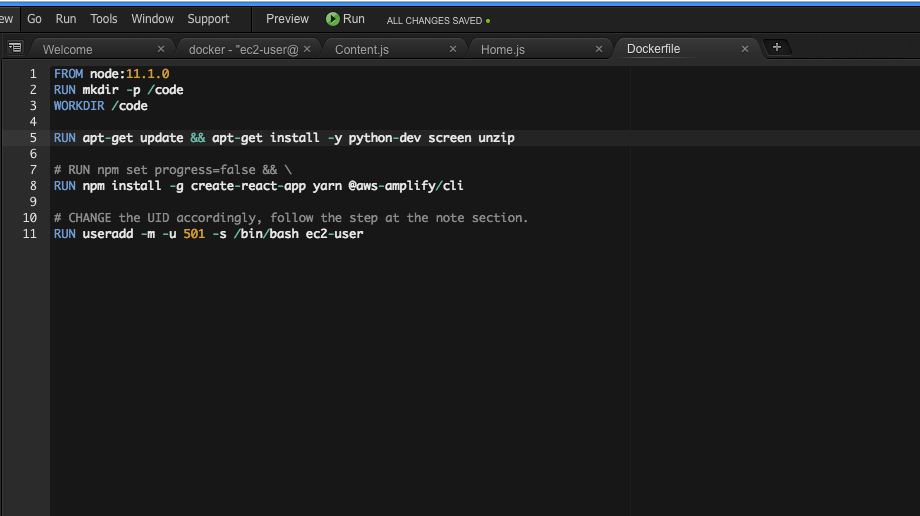 ew Go Run Tools Window Support Preview Run ALL CHANGES SAVED
Welcome × docker - "ec2-user@ × Content.js × Home.js × Dockerfile × +
1 FROM node:11.1.0
2 RUN mkdir -p /code
3 WORKDIR /code
4
5 RUN apt-get update && apt-get install -y python-dev screen unzip
6
7 # RUN npm set progress=false && \
8 RUN npm install -g create-react-app yarn @aws-amplify/cli
9
10 # CHANGE the UID accordingly, follow the step at the note section.
11 RUN useradd -m -u 501 -s /bin/bash ec2-user